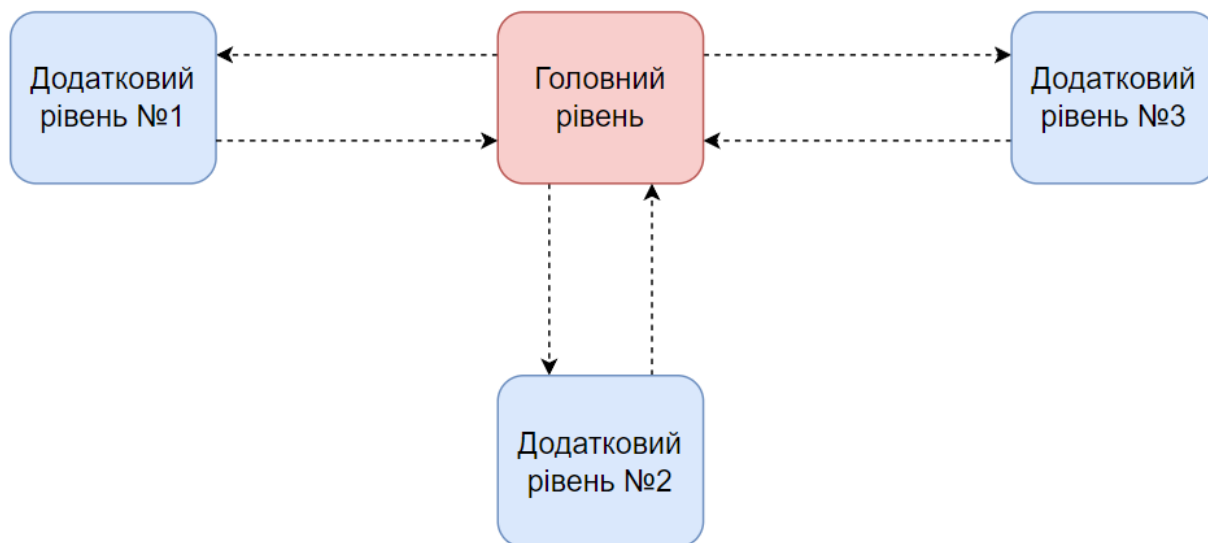 Додатковий
рівень №1
Головний
рівень
Додатковий
рівень №3
Додатковий
рівень №2